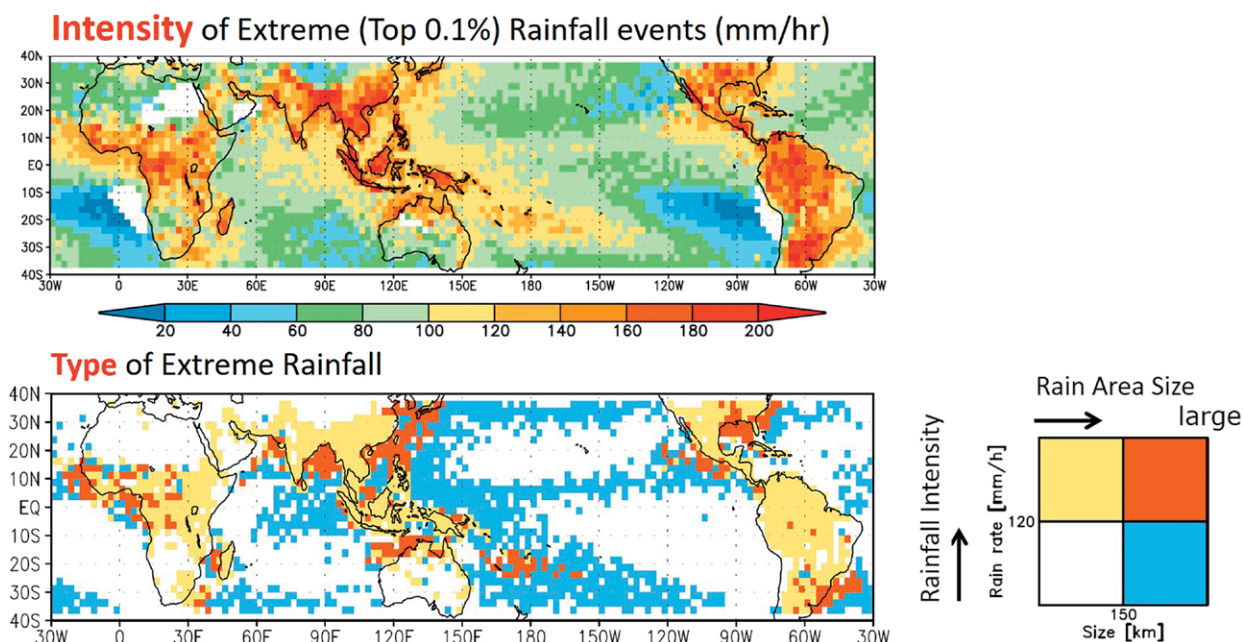 Intensity of Extreme (Top 0.1%) Rainfall events (mm/hr)
40N
30N
20N
10N
EQ
10S
20S
30S
40S
30W 0 30E 60E 90E 120E 150E 180 150W 120W 90W 60W 30W
20 40 60 80 100 120 140 160 180 200
Type of Extreme Rainfall
40N
30N
20N
10N
EQ
10S
20S
30S
40S
30W 0 30E 60E 90E 120E 150E 180 150W 120W 90W 60W 30W
Rain Area Size
large
Rainfall Intensity
Rain rate [mm/h]
120
150
Size [km]